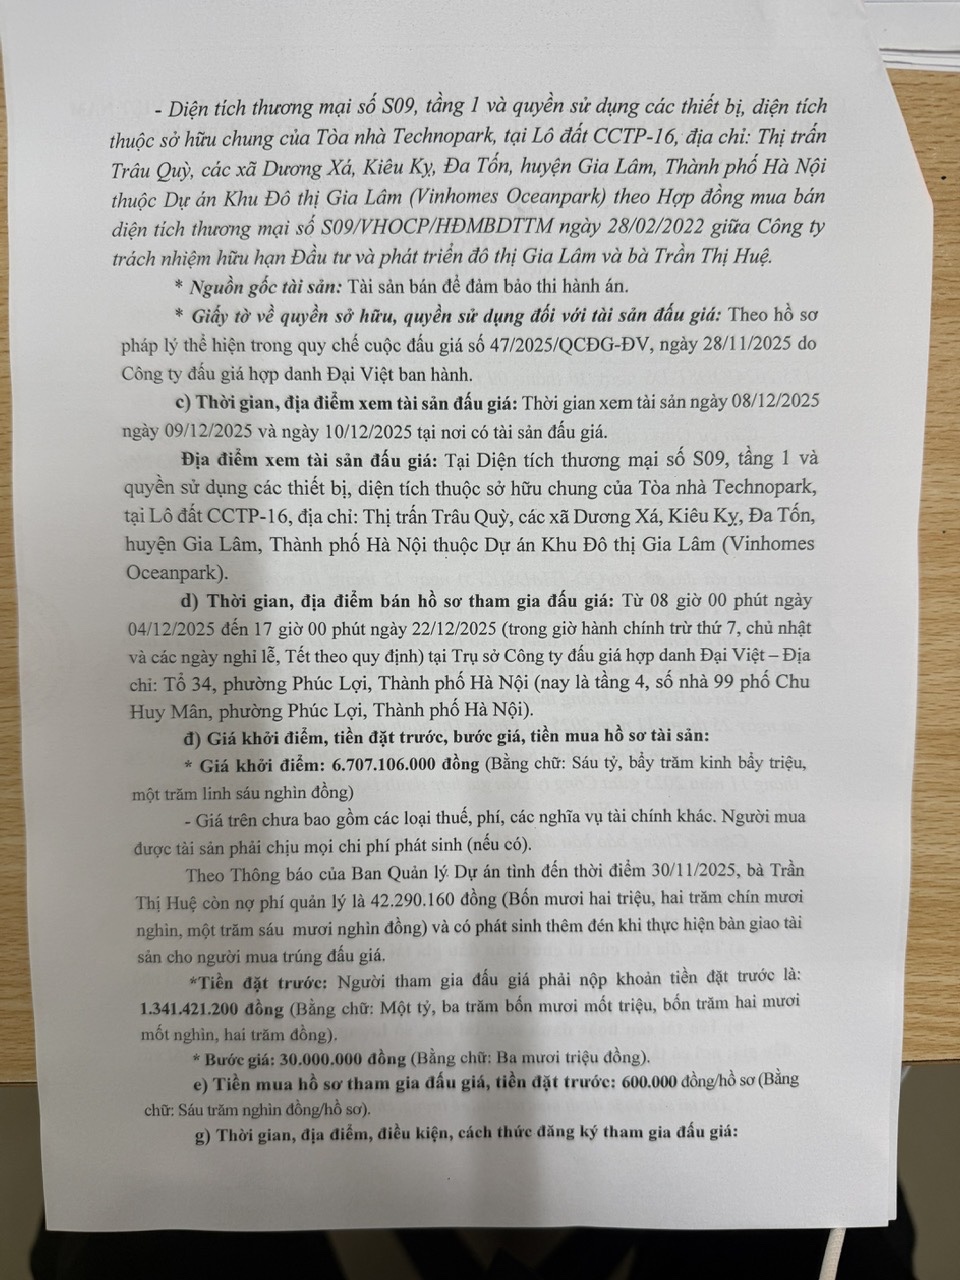 - Diện tích thương mại số S09, tầng 1 và quyền sử dụng các thiết bị, diện tích
thuộc sở hữu chung của Tòa nhà Technopark, tại Lô đất CCTP-16, địa chỉ: Thị trấn
Trâu Quỳ, các xã Dương Xá, Kiêu Kỵ, Đa Tốn, huyện Gia Lâm, Thành phố Hà Nội
thuộc Dự án Khu Đô thị Gia Lâm (Vinhomes Oceanpark) theo Hợp đồng mua bán
diện tích thương mại số S09/VHOCP/HĐMBDTTM ngày 28/02/2022 giữa Công ty
trách nhiệm hữu hạn Đầu tư và phát triển đô thị Gia Lâm và bà Trần Thị Huệ.
* Nguồn gốc tài sản: Tài sản bán để đảm bảo thi hành án.
* Giấy tờ về quyền sở hữu, quyền sử dụng đối với tài sản đấu giá: Theo hồ sơ
pháp lý thể hiện trong quy chế cuộc đấu giá số 47/2025/QCĐG-ĐV, ngày 28/11/2025 do
Công ty đấu giá hợp danh Đại Việt ban hành.
c) Thời gian, địa điểm xem tài sản đấu giá: Thời gian xem tài sản ngày 08/12/2025
ngày 09/12/2025 và ngày 10/12/2025 tại nơi có tài sản đấu giá.
Địa điểm xem tài sản đấu giá: Tại Diện tích thương mại số S09, tầng 1 và
quyền sử dụng các thiết bị, diện tích thuộc sở hữu chung của Tòa nhà Technopark,
tại Lô đất CCTP-16, địa chỉ: Thị trấn Trâu Quỳ, các xã Dương Xá, Kiêu Kỵ, Đa Tốn,
huyện Gia Lâm, Thành phố Hà Nội thuộc Dự án Khu Đô thị Gia Lâm (Vinhomes
Oceanpark).
d) Thời gian, địa điểm bán hồ sơ tham gia đấu giá: Từ 08 giờ 00 phút ngày
04/12/2025 đến 17 giờ 00 phút ngày 22/12/2025 (trong giờ hành chính trừ thứ 7, chủ nhật
và các ngày nghỉ lễ, Tết theo quy định) tại Trụ sở Công ty đấu giá hợp danh Đại Việt – Địa
chỉ: Tổ 34, phường Phúc Lợi, Thành phố Hà Nội (nay là tầng 4, số nhà 99 phố Chu
Huy Mân, phường Phúc Lợi, Thành phố Hà Nội).
đ) Giá khởi điểm, tiền đặt trước, bước giá, tiền mua hồ sơ tài sản:
* Giá khởi điểm: 6.707.106.000 đồng (Bằng chữ: Sáu tỷ, bẩy trăm kinh bẩy triệu,
một trăm linh sáu nghìn đồng)
- Giá trên chưa bao gồm các loại thuế, phí, các nghĩa vụ tài chính khác. Người mua
được tài sản phải chịu mọi chi phí phát sinh (nếu có).
Theo Thông báo của Ban Quản lý Dự án tình đến thời điểm 30/11/2025, bà Trần
Thị Huệ còn nợ phí quản lý là 42.290.160 đồng (Bốn mươi hai triệu, hai trăm chín mươi
nghìn, một trăm sáu mươi nghìn đồng) và có phát sinh thêm đén khi thực hiện bàn giao tài
sản cho người mua trúng đấu giá.
*Tiền đặt trước: Người tham gia đấu giá phải nộp khoản tiền đặt trước là:
1.341.421.200 đồng (Bằng chữ: Một tỷ, ba trăm bốn mươi mốt triệu, bốn trăm hai mươi
mốt nghìn, hai trăm đồng).
* Bước giá: 30.000.000 đồng (Bằng chữ: Ba mươi triệu đồng).
e) Tiền mua hồ sơ tham gia đấu giá, tiền đặt trước: 600.000 đồng/hồ sơ (Bằng
chữ: Sáu trăm nghìn đồng/hồ sơ).
g) Thời gian, địa điểm, điều kiện, cách thức đăng ký tham gia đấu giá: